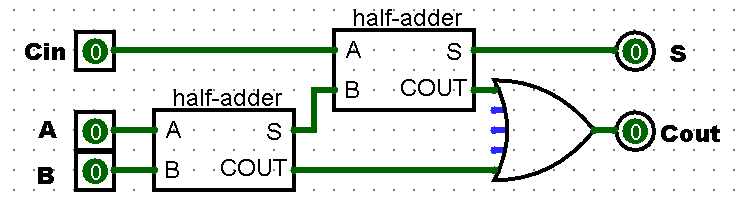 half-adder
Cin 0 A S 0 S
B COUT
half-adder
A 0 A S 0 Cout
B 0 B COUT